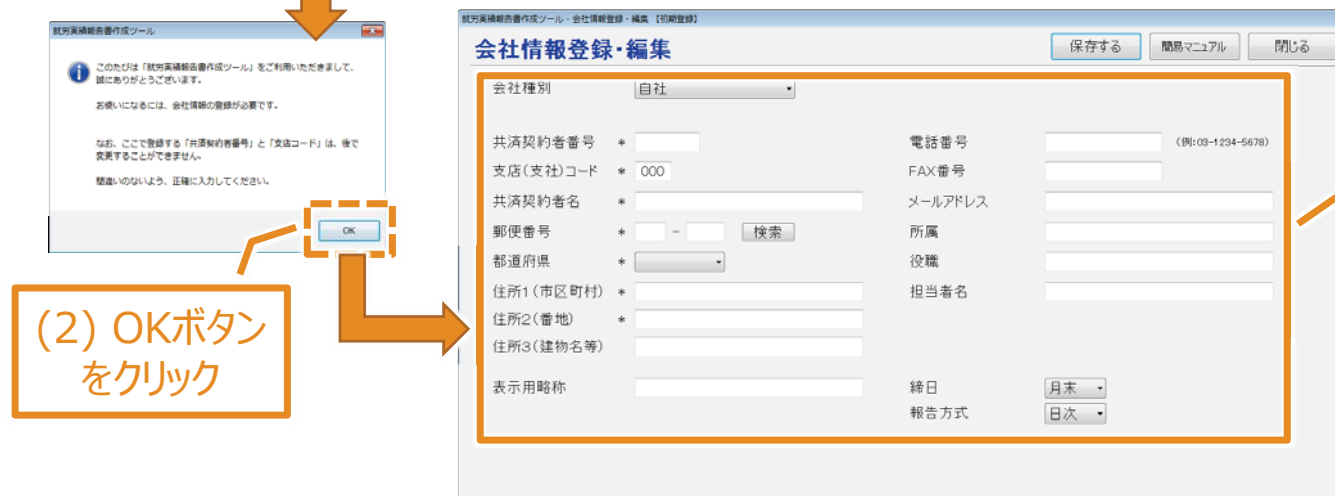 就労実績報告書作成ツール
このたびは「就労実績報告書作成ツール」をご利用いただきまして、
誠にありがとうございます。
お使いになるには、会社情報の登録が必要です。
なお、ここで登録する「共済契約者番号」と「支店コード」は、後で
変更することができません。
間違いのないよう、正確に入力してください。
OK
(2) OKボタン
をクリック
就労実績報告書作成ツール - 会社情報登録・編集 【初期登録】
会社情報登録・編集
保存する 簡易マニュアル 閉じる
会社種別 自社
共済契約者番号 * 電話番号 (例:03-1234-5678)
支店(支社)コード * 000 FAX番号
共済契約者名 * メールアドレス
郵便番号 * - 検索 所属
都道府県 * 役職
住所1(市区町村) * 担当者名
住所2(番地) *
住所3(建物名等)
表示用略称 締日 月末
報告方式 日次